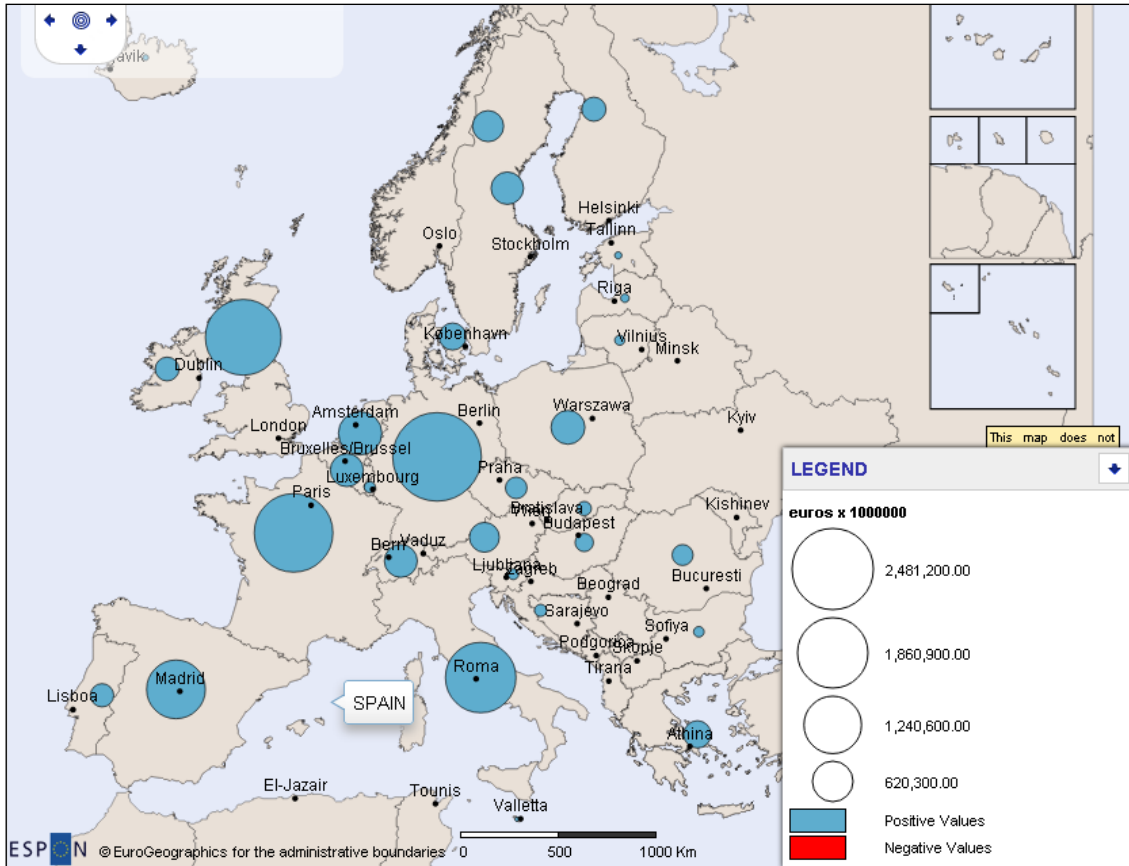 avik
Helsinki
Tallinn
Oslo
Stockholm
Riga
København
Vilnius
Minsk
Dublin
Amsterdam
Berlin
Warszawa
London
Kyiv
Bruxelles/Brussel
This map does not
Praha
Luxembourg
LEGEND
Paris
Bratislava
Kishinev
Wien
Budapest
euros x 1000000
Bern
Vaduz
Ljubljana
Zagreb
2,481,200.00
Bucuresti
Beograd
Sarajevo
Sofiya
Podgorica
Skopje
1,860,900.00
Roma
Tirana
Madrid
Lisboa
SPAIN
1,240,600.00
Athina
El-Jazair
Tounis
620,300.00
Valletta
Positive Values
ESPON © EuroGeographics for the administrative boundaries 0 500 1000 Km
Negative Values